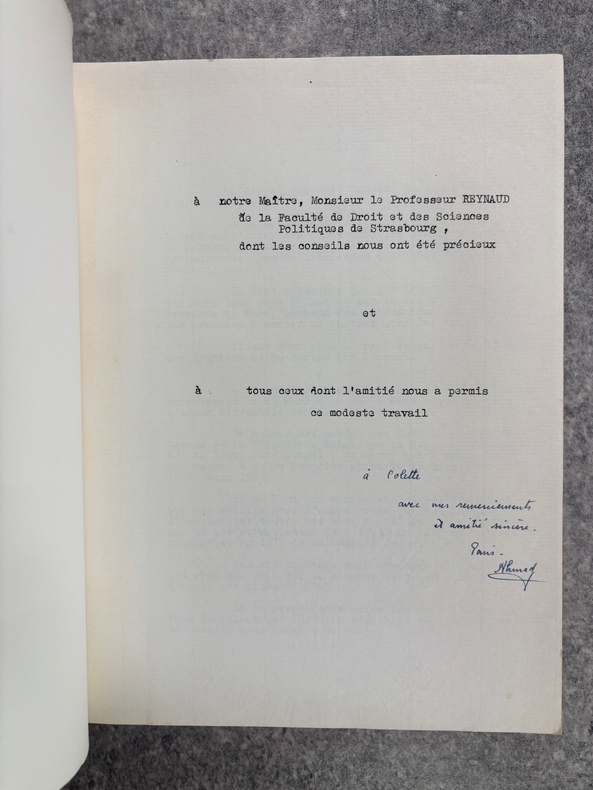 à notre Maître, Monsieur le Professeur REYNAUD
de la Faculté de Droit et des Sciences
Politiques de Strasbourg ,
dont les conseils nous ont été précieux
et
à tous ceux dont l'amitié nous a permis
ce modeste travail
à Colette
avec mes remerciements
et amitié sincère.
Paris.
Ahmad